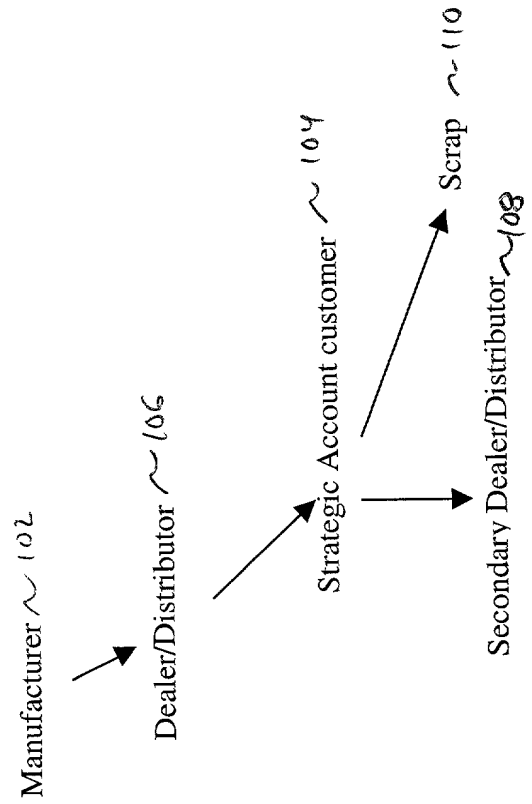 Manufacturer ~ 102
Dealer/Distributor ~ 106
Strategic Account customer ~ 104
Scrap ~ 110
Secondary Dealer/Distributor ~ 108